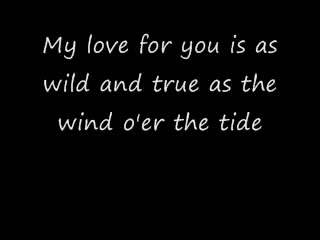 My love for you is as
wild and true as the
wind o'er the tide